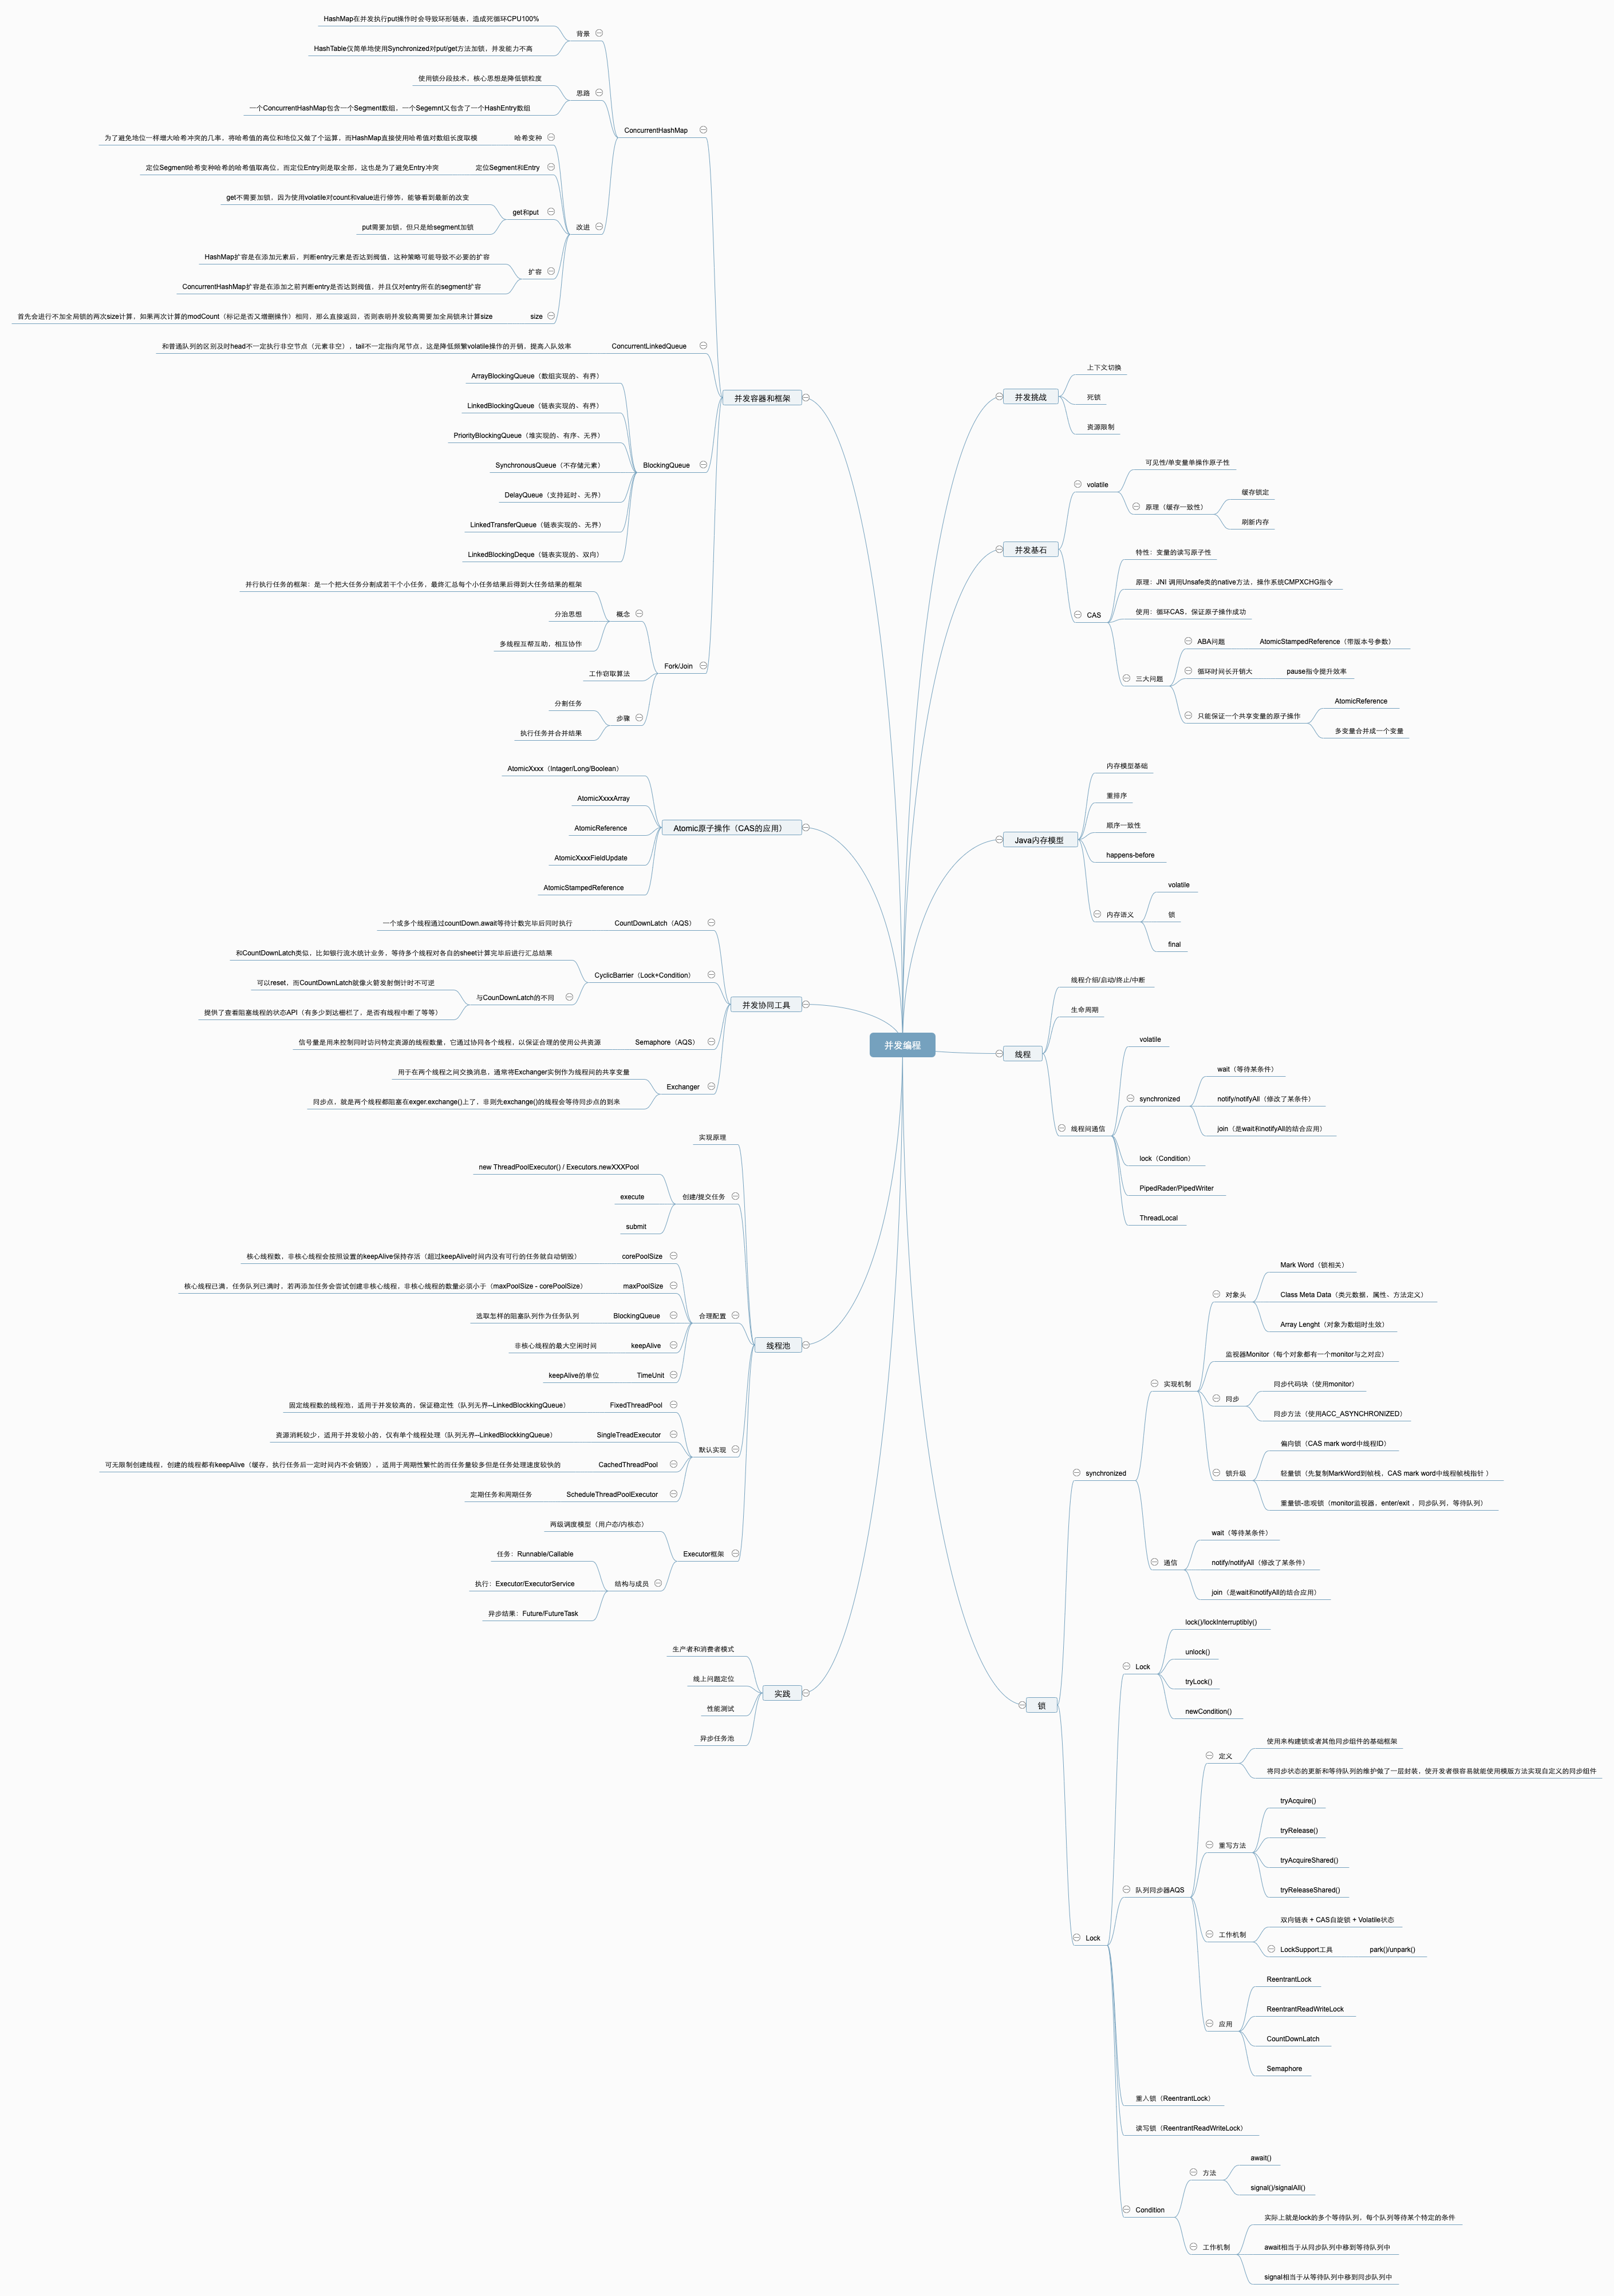 并发编程
并发挑战
上下文切换
死锁
资源限制
并发基石
volatile
可见性/单变量单操作原子性
原理（缓存一致性）
缓存锁定
刷新内存
CAS
特性：变量的读写原子性
原理：JNI 调用Unsafe类的native方法，操作系统CMPXCHG指令
使用：循环CAS，保证原子操作成功
三大问题
ABA问题
AtomicStampedReference（带版本号参数）
循环时间长开销大
pause指令提升效率
只能保证一个共享变量的原子操作
AtomicReference
多变量合并成一个变量
Java内存模型
内存模型基础
重排序
顺序一致性
happens-before
内存语义
volatile
锁
final
线程
线程介绍/启动/终止/中断
生命周期
线程间通信
volatile
synchronized
wait（等待某条件）
notify/notifyAll（修改了某条件）
join（是wait和notifyAll的结合应用）
lock（Condition）
PipedRader/PipedWriter
ThreadLocal
锁
synchronized
实现机制
对象头
Mark Word（锁相关）
Class Meta Data（类元数据，属性、方法定义）
Array Lenght（对象为数组时生效）
监视器Monitor（每个对象都有一个monitor与之对应）
同步
同步代码块（使用monitor）
同步方法（使用ACC_ASYNCHRONIZED）
锁升级
偏向锁（CAS mark word中线程ID）
轻量锁（先复制MarkWord到帧栈，CAS mark word中线程帧栈指针 ）
重量锁-悲观锁（monitor监视器，enter/exit ，同步队列，等待队列）
通信
wait（等待某条件）
notify/notifyAll（修改了某条件）
join（是wait和notifyAll的结合应用）
Lock
Lock
lock()/lockInterruptibly()
unlock()
tryLock()
newCondition()
队列同步器AQS
定义
使用来构建锁或者其他同步组件的基础框架
将同步状态的更新和等待队列的维护做了一层封装，使开发者很容易就能使用模版方法实现自定义的同步组件
重写方法
tryAcquire()
tryRelease()
tryAcquireShared()
tryReleaseShared()
工作机制
双向链表 + CAS自旋锁 + Volatile状态
LockSupport工具
park()/unpark()
应用
ReentrantLock
ReentrantReadWriteLock
CountDownLatch
Semaphore
重入锁（ReentrantLock）
读写锁（ReentrantReadWriteLock）
Condition
方法
await()
signal()/signalAll()
工作机制
实际上就是lock的多个等待队列，每个队列等待某个特定的条件
await相当于从同步队列中移到等待队列中
signal相当于从等待队列中移到同步队列中
并发容器和框架
ConcurrentHashMap
背景
HashMap在并发执行put操作时会导致环形链表，造成死循环CPU100%
HashTable仅简单地使用Synchronized对put/get方法加锁，并发能力不高
思路
使用锁分段技术，核心思想是降低锁粒度
一个ConcurrentHashMap包含一个Segment数组，一个Segemnt又包含了一个HashEntry数组
改进
哈希变种
为了避免地位一样增大哈希冲突的几率，将哈希值的高位和地位又做了个运算，而HashMap直接使用哈希值对数组长度取模
定位Segment和Entry
定位Segment哈希变种哈希的哈希值取高位，而定位Entry则是取全部，这也是为了避免Entry冲突
get和put
get不需要加锁，因为使用volatile对count和value进行修饰，能够看到最新的改变
put需要加锁，但只是给segment加锁
扩容
HashMap扩容是在添加元素后，判断entry元素是否达到阀值，这种策略可能导致不必要的扩容
ConcurrentHashMap扩容是在添加之前判断entry是否达到阀值，并且仅对entry所在的segment扩容
size
首先会进行不加全局锁的两次size计算，如果两次计算的modCount（标记是否又增删操作）相同，那么直接返回，否则表明并发较高需要加全局锁来计算size
ConcurrentLinkedQueue
和普通队列的区别及时head不一定执行非空节点（元素非空），tail不一定指向尾节点，这是降低频繁volatile操作的开销，提高入队效率
BlockingQueue
ArrayBlockingQueue（数组实现的、有界）
LinkedBlockingQueue（链表实现的、有界）
PriorityBlockingQueue（堆实现的、有序、无界）
SynchronousQueue（不存储元素）
DelayQueue（支持延时、无界）
LinkedTransferQueue（链表实现的、无界）
LinkedBlockingDeque（链表实现的、双向）
Fork/Join
概念
并行执行任务的框架：是一个把大任务分割成若干个小任务，最终汇总每个小任务结果后得到大任务结果的框架
分治思想
多线程互帮互助，相互协作
工作窃取算法
步骤
分割任务
执行任务并合并结果
Atomic原子操作（CAS的应用）
AtomicXxxx（Intager/Long/Boolean）
AtomicXxxxArray
AtomicReference
AtomicXxxxFieldUpdate
AtomicStampedReference
并发协同工具
CountDownLatch（AQS）
一个或多个线程通过countDown.await等待计数完毕后同时执行
CyclicBarrier（Lock+Condition）
和CountDownLatch类似，比如银行流水统计业务，等待多个线程对各自的sheet计算完毕后进行汇总结果
与CounDownLatch的不同
可以reset，而CountDownLatch就像火箭发射倒计时不可逆
提供了查看阻塞线程的状态API（有多少到达栅栏了，是否有线程中断了等等）
Semaphore（AQS）
信号量是用来控制同时访问特定资源的线程数量，它通过协同各个线程，以保证合理的使用公共资源
Exchanger
用于在两个线程之间交换消息，通常将Exchanger实例作为线程间的共享变量
同步点，就是两个线程都阻塞在exger.exchange()上了，非则先exchange()的线程会等待同步点的到来
线程池
实现原理
创建/提交任务
new ThreadPoolExecutor() / Executors.newXXXPool
execute
submit
合理配置
corePoolSize
核心线程数，非核心线程会按照设置的keepAlive保持存活（超过keepAlive时间内没有可行的任务就自动销毁）
maxPoolSize
核心线程已满，任务队列已满时，若再添加任务会尝试创建非核心线程，非核心线程的数量必须小于（maxPoolSize - corePoolSize）
BlockingQueue
选取怎样的阻塞队列作为任务队列
keepAlive
非核心线程的最大空闲时间
TimeUnit
keepAlive的单位
默认实现
FixedThreadPool
固定线程数的线程池，适用于并发较高的，保证稳定性（队列无界--LinkedBlockkingQueue）
SingleTreadExecutor
资源消耗较少，适用于并发较小的，仅有单个线程处理（队列无界--LinkedBlockkingQueue）
CachedThreadPool
可无限制创建线程，创建的线程都有keepAlive（缓存，执行任务后一定时间内不会销毁），适用于周期性繁忙的而任务量较多但是任务处理速度较快的
ScheduleThreadPoolExecutor
定期任务和周期任务
Executor框架
两级调度模型（用户态/内核态）
结构与成员
任务：Runnable/Callable
执行：Executor/ExecutorService
异步结果：Future/FutureTask
实践
生产者和消费者模式
线上问题定位
性能测试
异步任务池